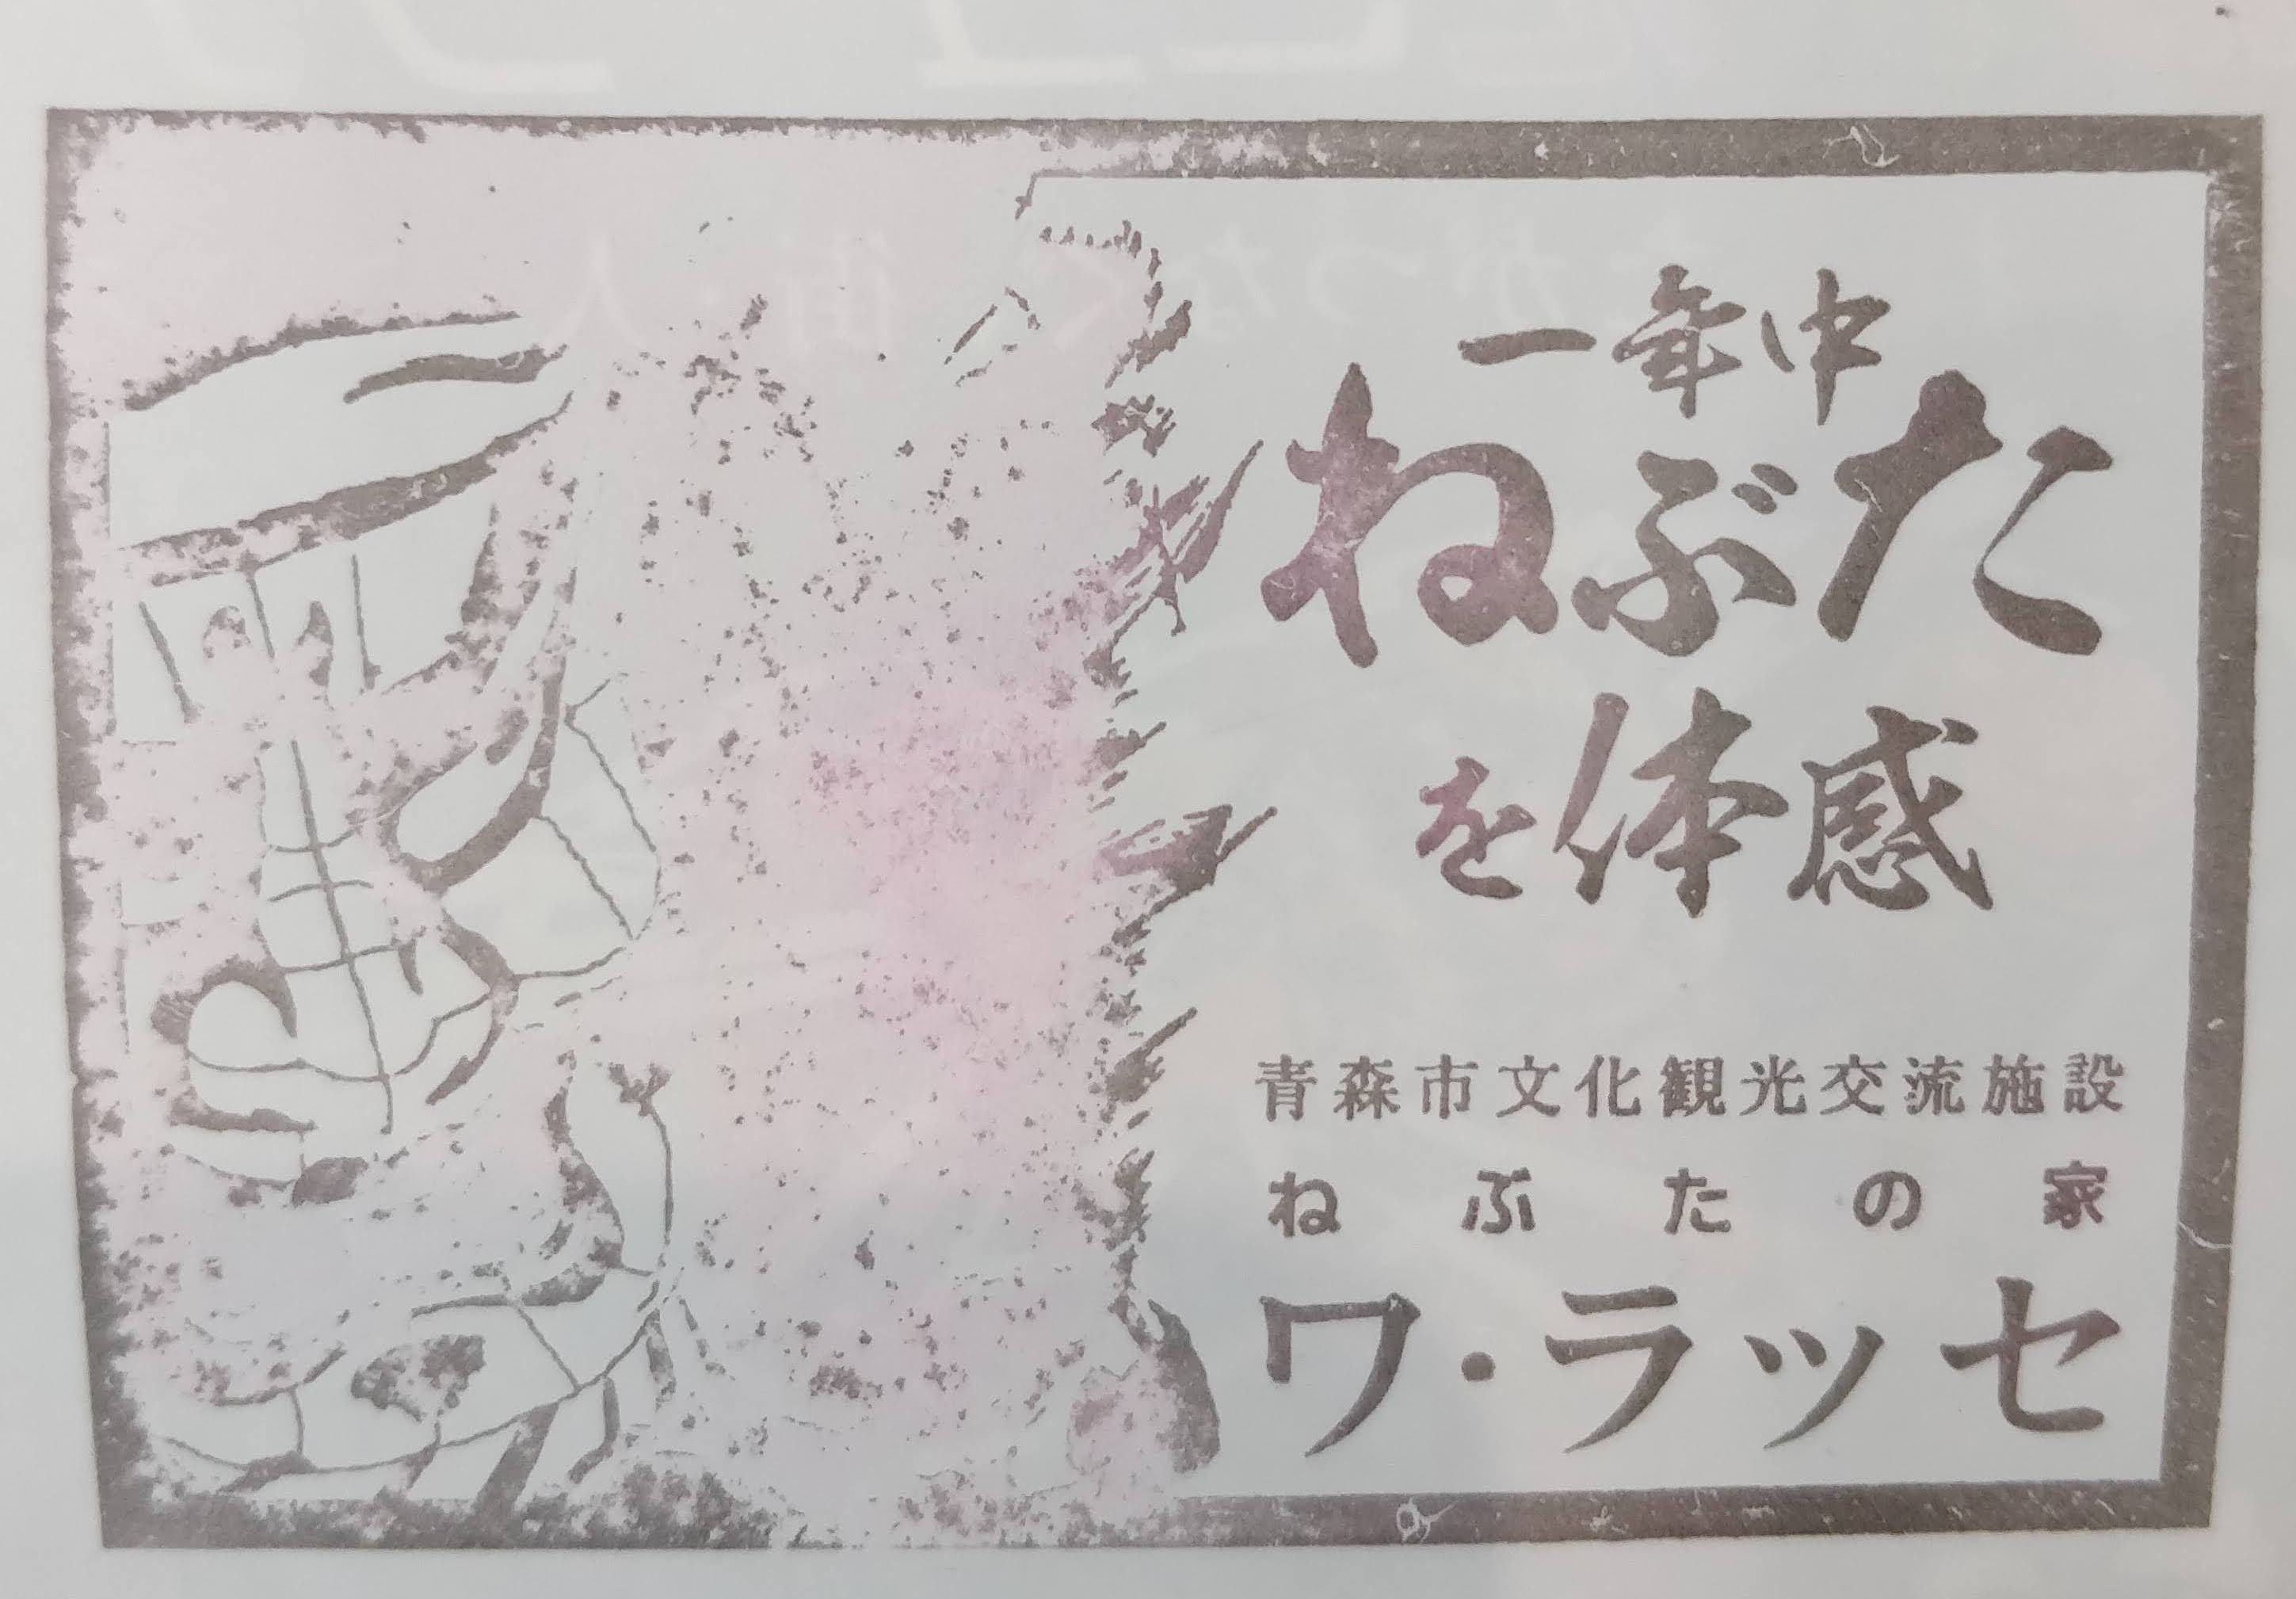 一年中
ねぶた
を体感
青森市文化観光交流施設
ねぶたの家
ワ・ラッセ